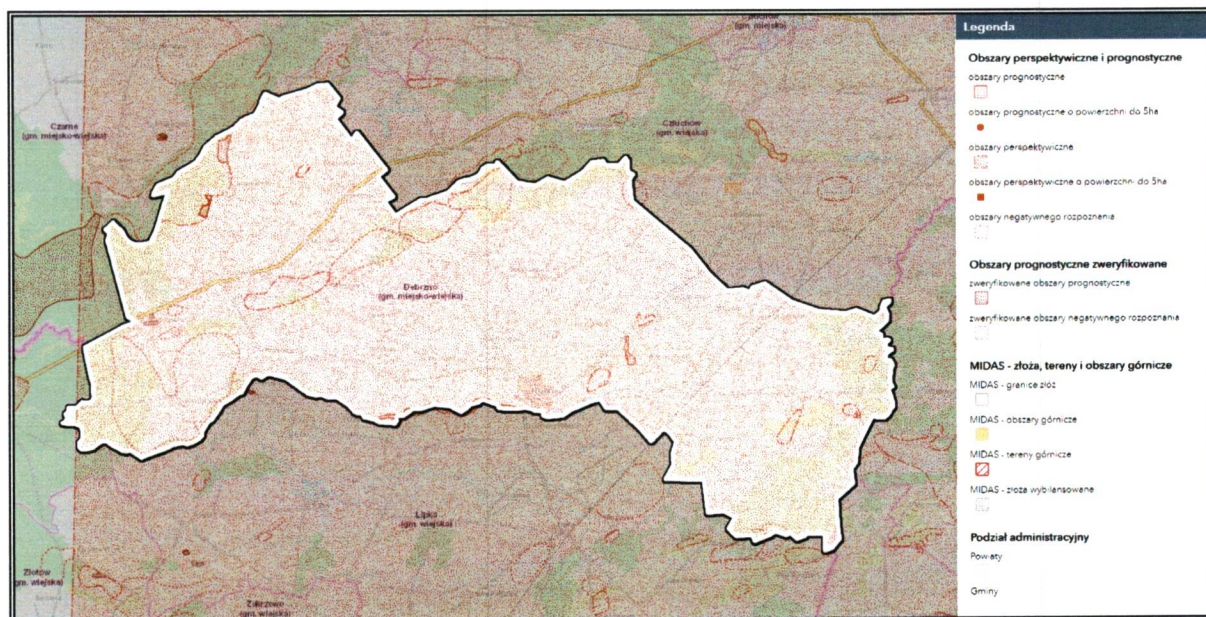 Człuchów
(gm. miejska)
Czarne
(gm. miejsko-wiejska)
Człuchów
(gm. wiejska)
Debrzno
(gm. miejsko-wiejska)
Lipka
(gm. wiejska)
Złotów
gm. wiejska)
Zakrzewo
(gm. wiejska)
Legenda
Obszary perspektywiczne i prognostyczne
obszary prognostyczne
obszary prognostyczne o powierzchni do 5ha
obszary perspektywiczne
obszary perspektywiczne o powierzchni do 5ha
obszary negatywnego rozpoznania
Obszary prognostyczne zweryfikowane
zweryfikowane obszary prognostyczne
zweryfikowane obszary negatywnego rozpoznania
MIDAS - złoża, tereny i obszary górnicze
MIDAS - granice złóż
MIDAS - obszary górnicze
MIDAS - tereny górnicze
MIDAS - złoża wybilansowane
Podział administracyjny
Powiaty
Gminy